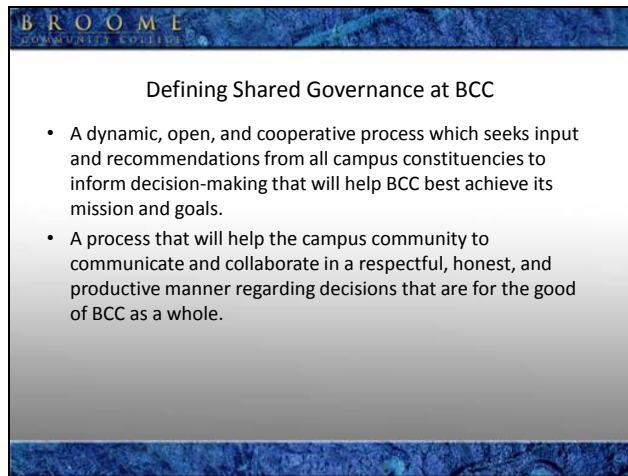 BROOME
COMMUNITY COLLEGE
Defining Shared Governance at BCC
• A dynamic, open, and cooperative process which seeks input
and recommendations from all campus constituencies to
inform decision-making that will help BCC best achieve its
mission and goals.
• A process that will help the campus community to
communicate and collaborate in a respectful, honest, and
productive manner regarding decisions that are for the good
of BCC as a whole.